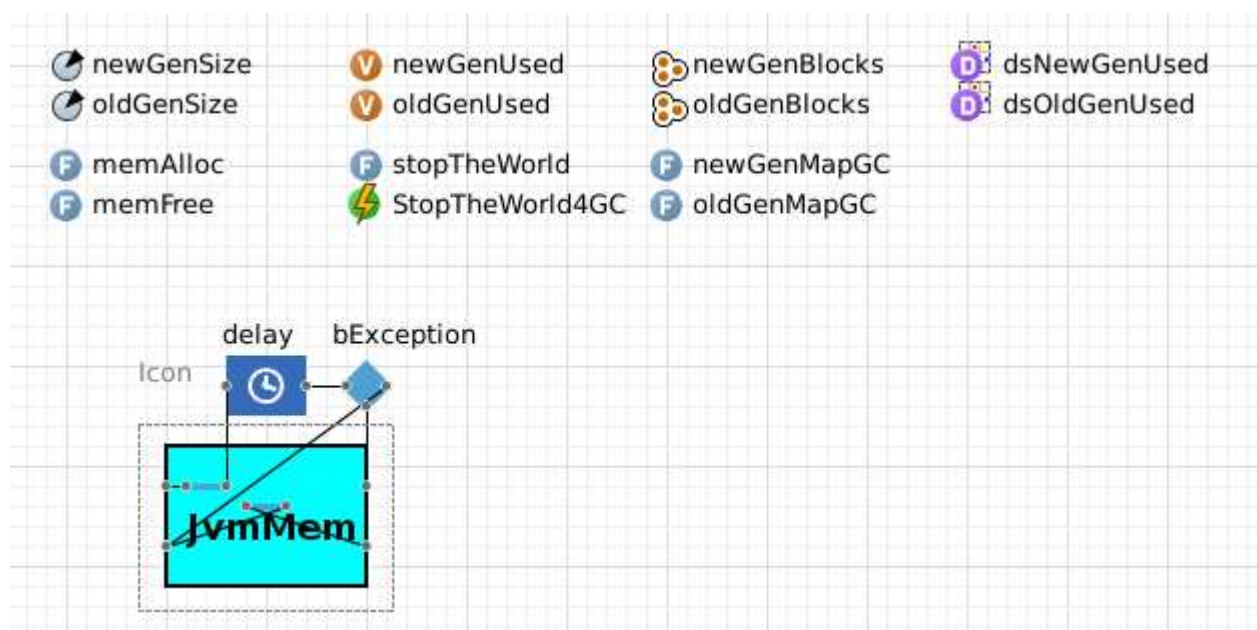 newGenSize V newGenUsed newGenBlocks D dsNewGenUsed
oldGenSize V oldGenUsed oldGenBlocks D dsOldGenUsed
F memAlloc F stopTheWorld F newGenMapGC
F memFree StopTheWorld4GC F oldGenMapGC
delay bException
Icon
JvmMem